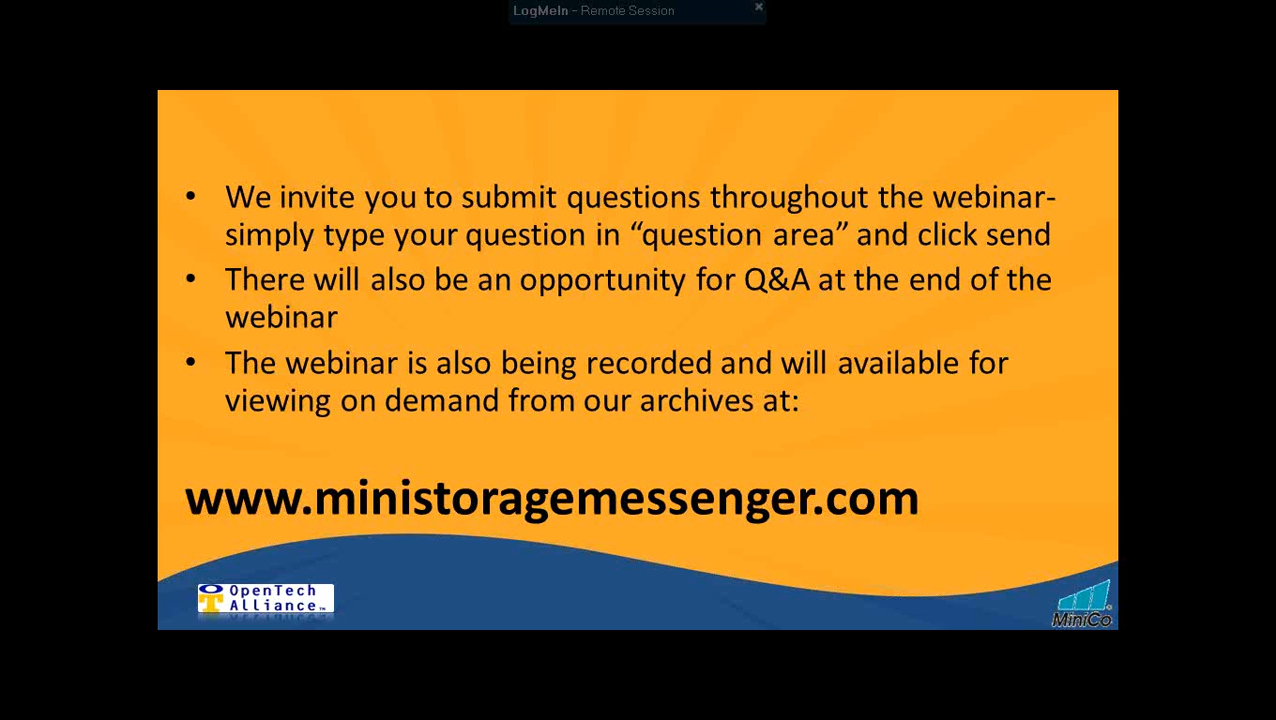 LogMeIn - Remote Session
• We invite you to submit questions throughout the webinar-
simply type your question in “question area” and click send
• There will also be an opportunity for Q&A at the end of the
webinar
• The webinar is also being recorded and will available for
viewing on demand from our archives at:
www.ministoragemessenger.com
OpenTech
Alliance™
MiniCo®